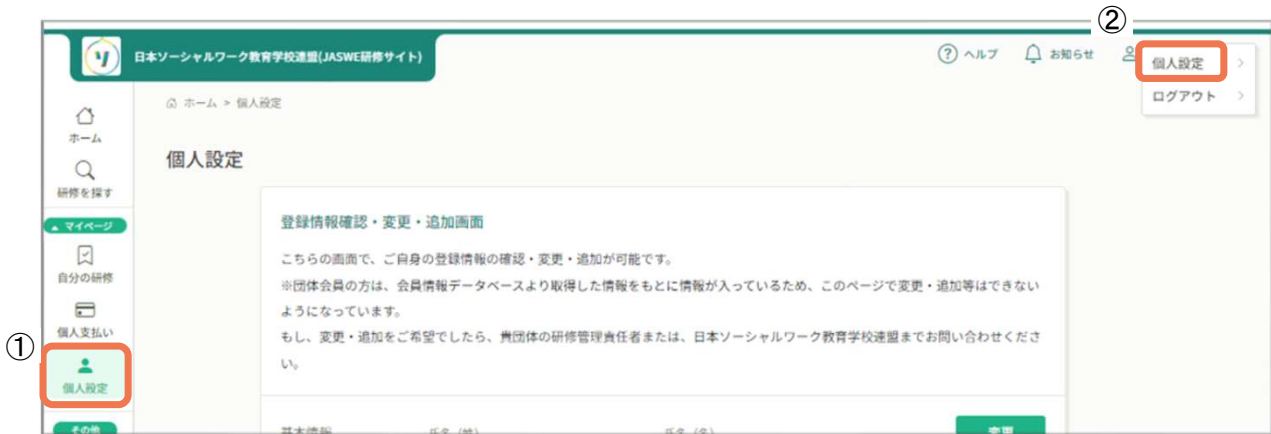 ②
日本ソーシャルワーク教育学校連盟(JASWE研修サイト)
ヘルプ
お知らせ
個人設定 >
ログアウト >
ホーム > 個人設定
ホーム
研修を探す
マイページ
自分の研修
個人支払い
①
個人設定
その他
個人設定
登録情報確認・変更・追加画面
こちらの画面で、ご自身の登録情報の確認・変更・追加が可能です。
※団体会員の方は、会員情報データベースより取得した情報をもとに情報が入っているため、このページで変更・追加等はできない
ようになっています。
もし、変更・追加をご希望でしたら、貴団体の研修管理責任者または、日本ソーシャルワーク教育学校連盟までお問い合わせくださ
い。
基本情報 氏名（姓） 氏名（名） 変更